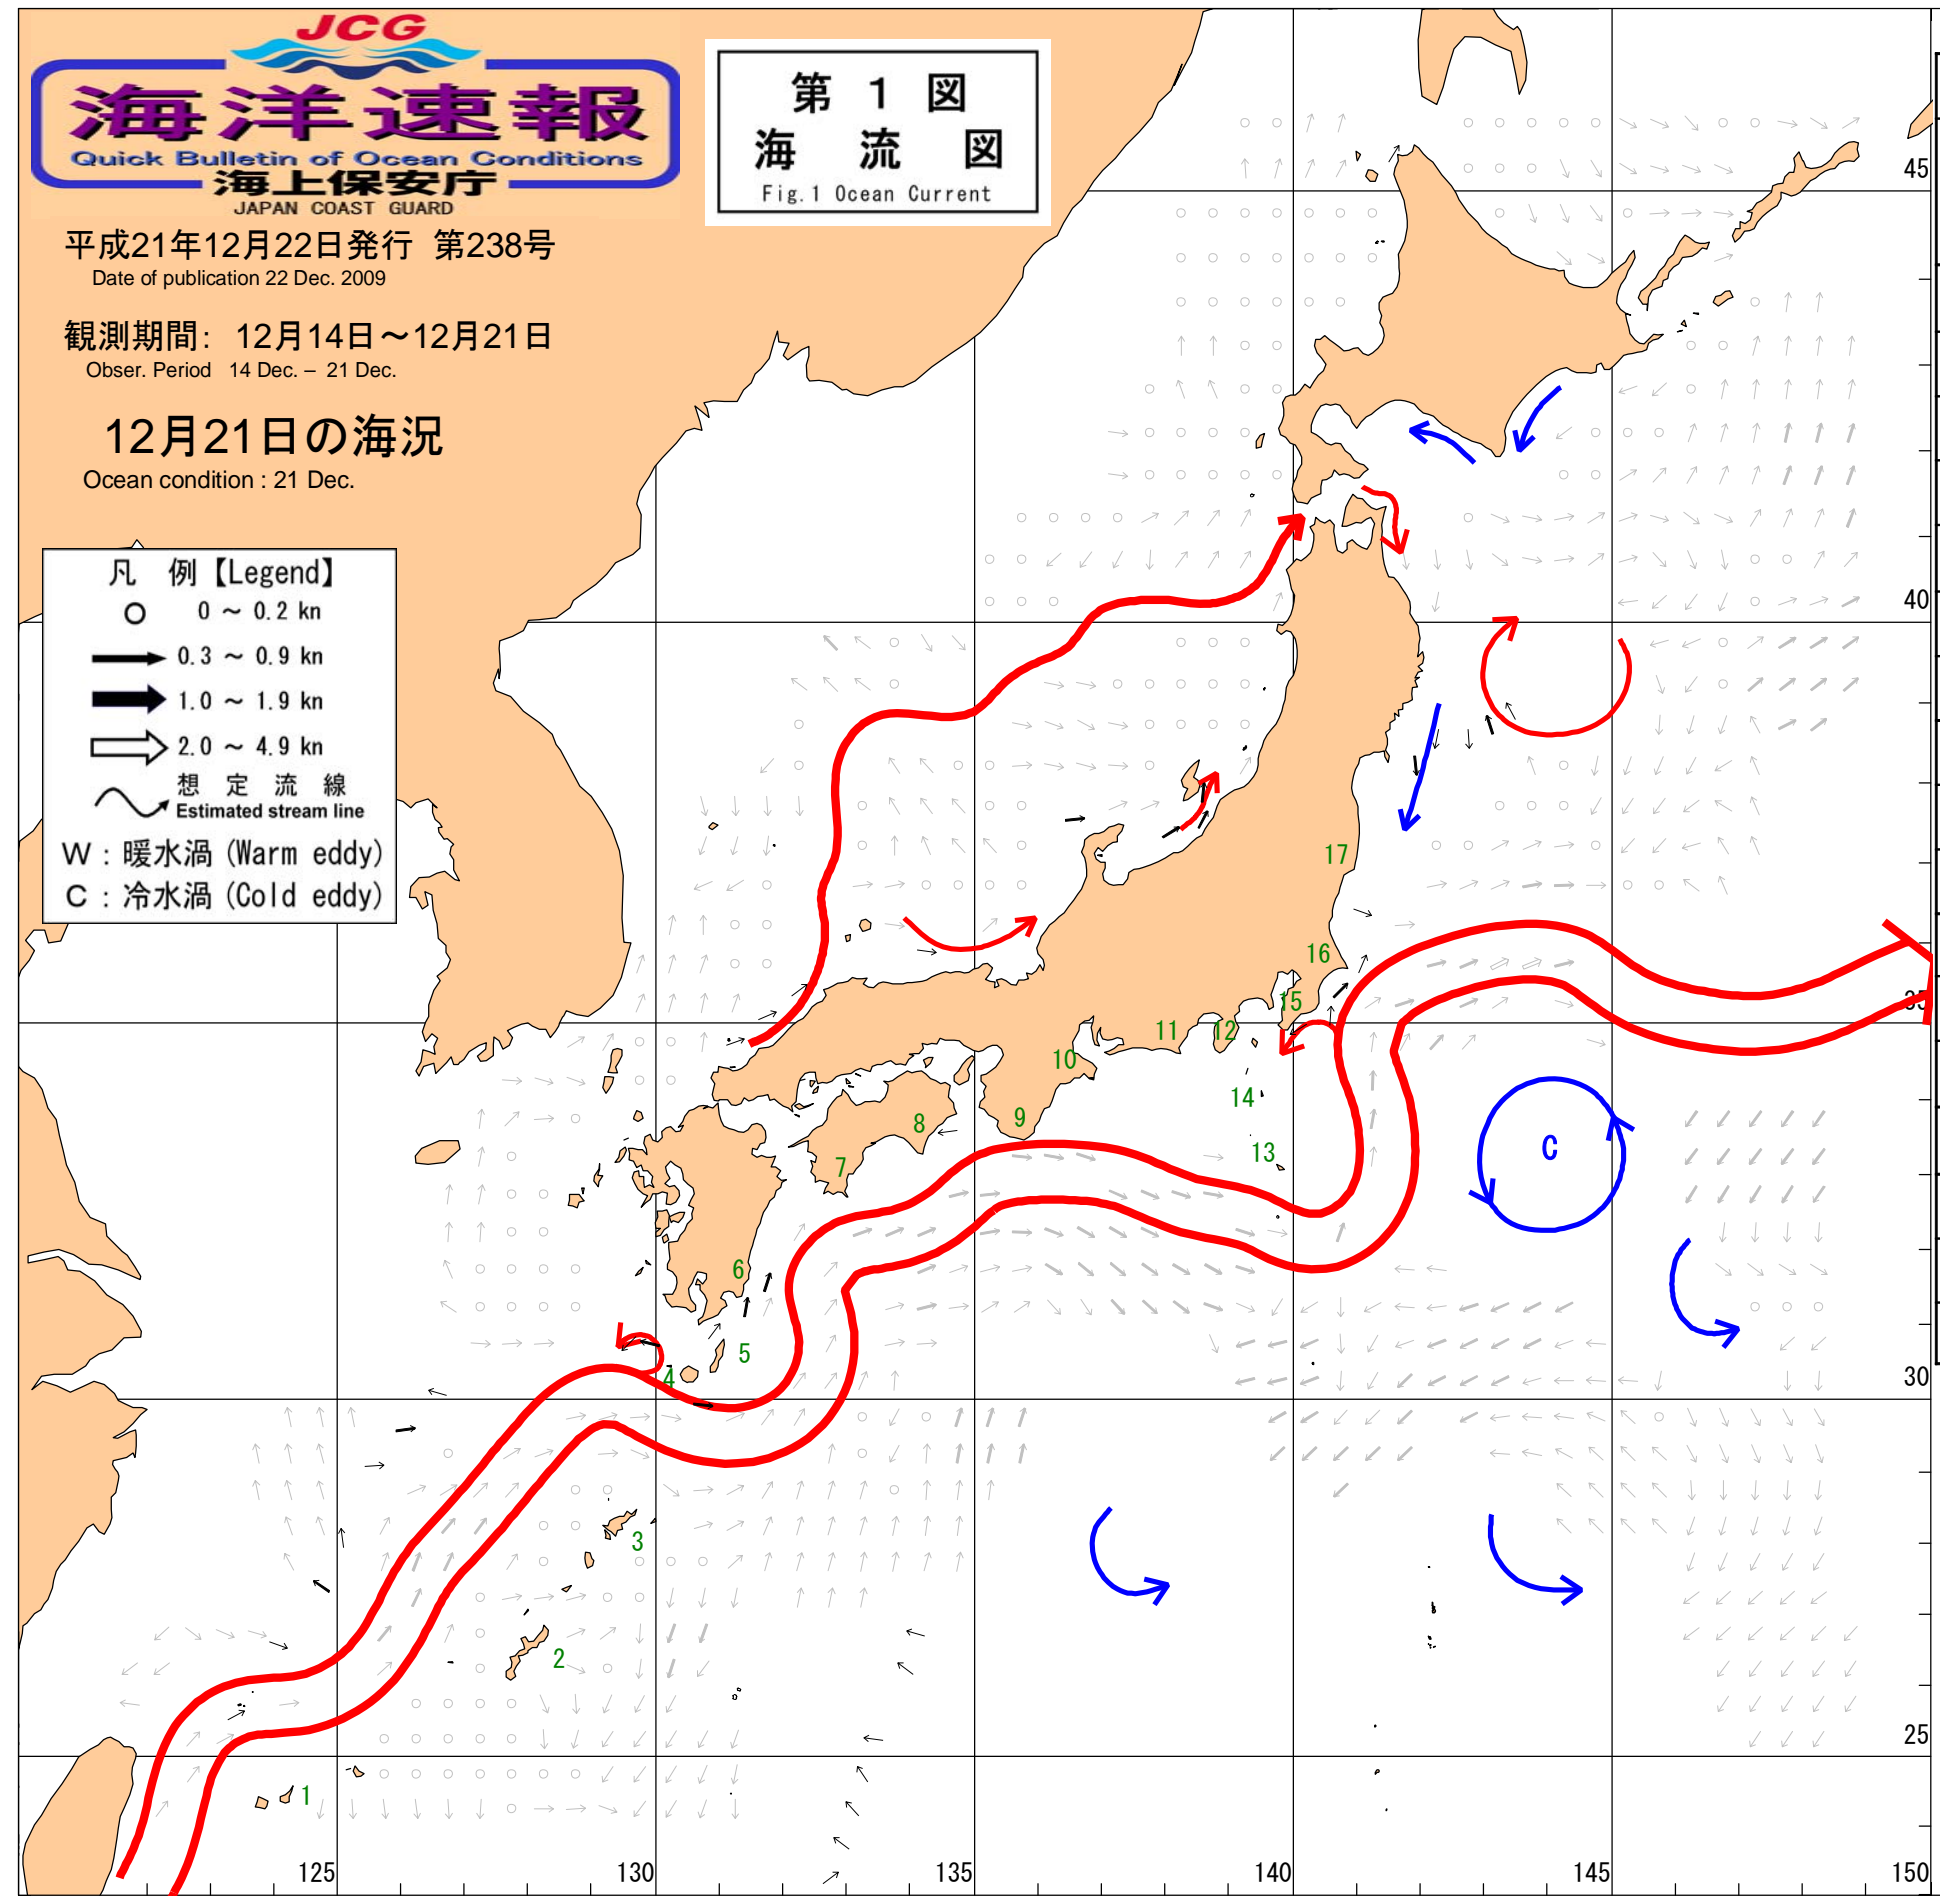 JCG
海洋速報
Quick Bulletin of Ocean Conditions
海上保安庁
JAPAN COAST GUARD
第 1 図
海 流 図
Fig.1 Ocean Current
平成21年12月22日発行 第238号
Date of publication 22 Dec. 2009
観測期間: 12月14日～12月21日
Obser. Period 14 Dec. – 21 Dec.
12月21日の海況
Ocean condition : 21 Dec.
凡 例【Legend】
0 ～ 0.2 kn
0.3 ～ 0.9 kn
1.0 ～ 1.9 kn
2.0 ～ 4.9 kn
想 定 流 線
Estimated stream line
W : 暖水渦 (Warm eddy)
C : 冷水渦 (Cold eddy)
45
40
17
16
15
35
11
12
10
14
9
8
13
C
7
6
5
4
30
3
2
25
1
125
130
135
140
145
150